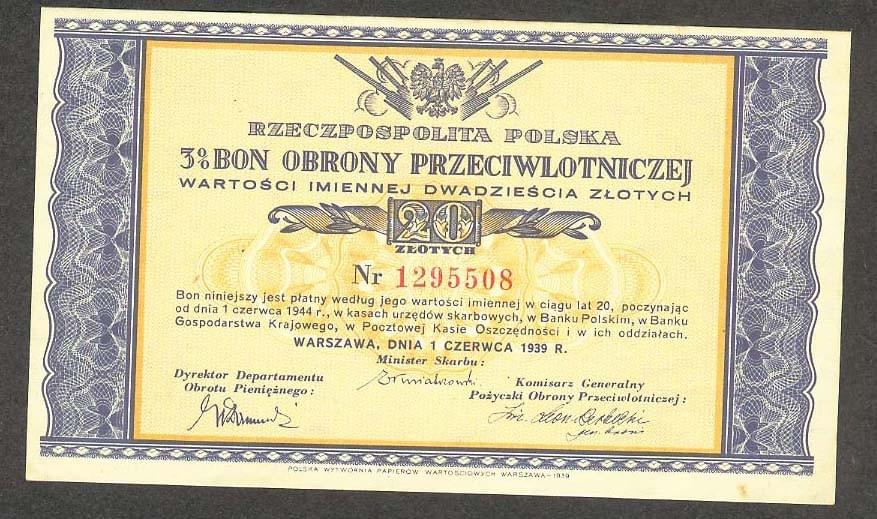 RZECZPOSPOLITA POLSKA
3% BON OBRONY PRZECIWLOTNICZEJ
WARTOŚCI IMIENNEJ DWADZIEŚCIA ZŁOTYCH
20
ZŁOTYCH
Nr 1295508
Bon niniejszy jest płatny według jego wartości imiennej w ciągu lat 20, poczynając
od dnia 1 czerwca 1944 r., w kasach urzędów skarbowych, w Banku Polskim, w Banku
Gospodarstwa Krajowego, w Pocztowej Kasie Oszczędności i w ich oddziałach.
WARSZAWA, DNIA 1 CZERWCA 1939 R.
Minister Skarbu:
Dyrektor Departamentu
Obrotu Pieniężnego:
Komisarz Generalny
Pożyczki Obrony Przeciwlotniczej:
POLSKA WYTWÓRNIA PAPIERÓW WARTOŚCIOWYCH WARSZAWA-1939